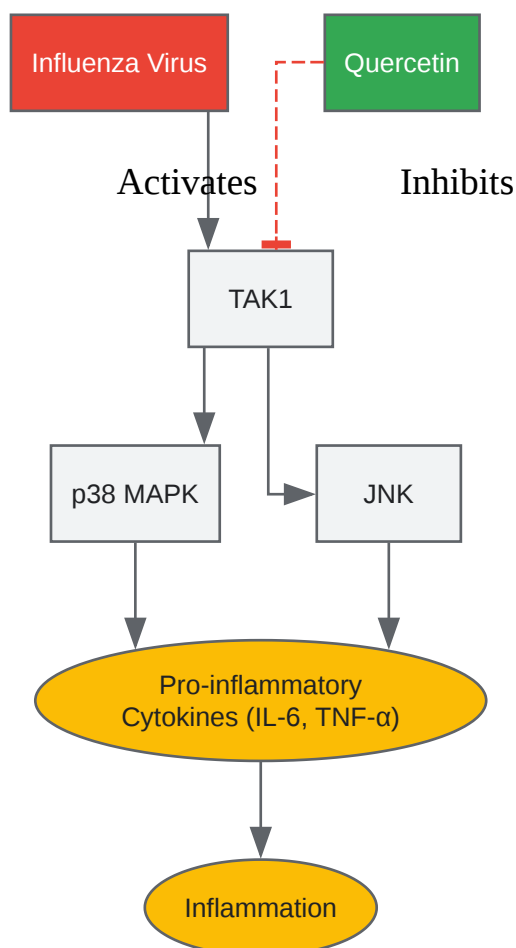 Influenza Virus
Quercetin
Activates
Inhibits
TAK1
p38 MAPK
JNK
Pro-inflammatory
Cytokines (IL-6, TNF-α)
Inflammation